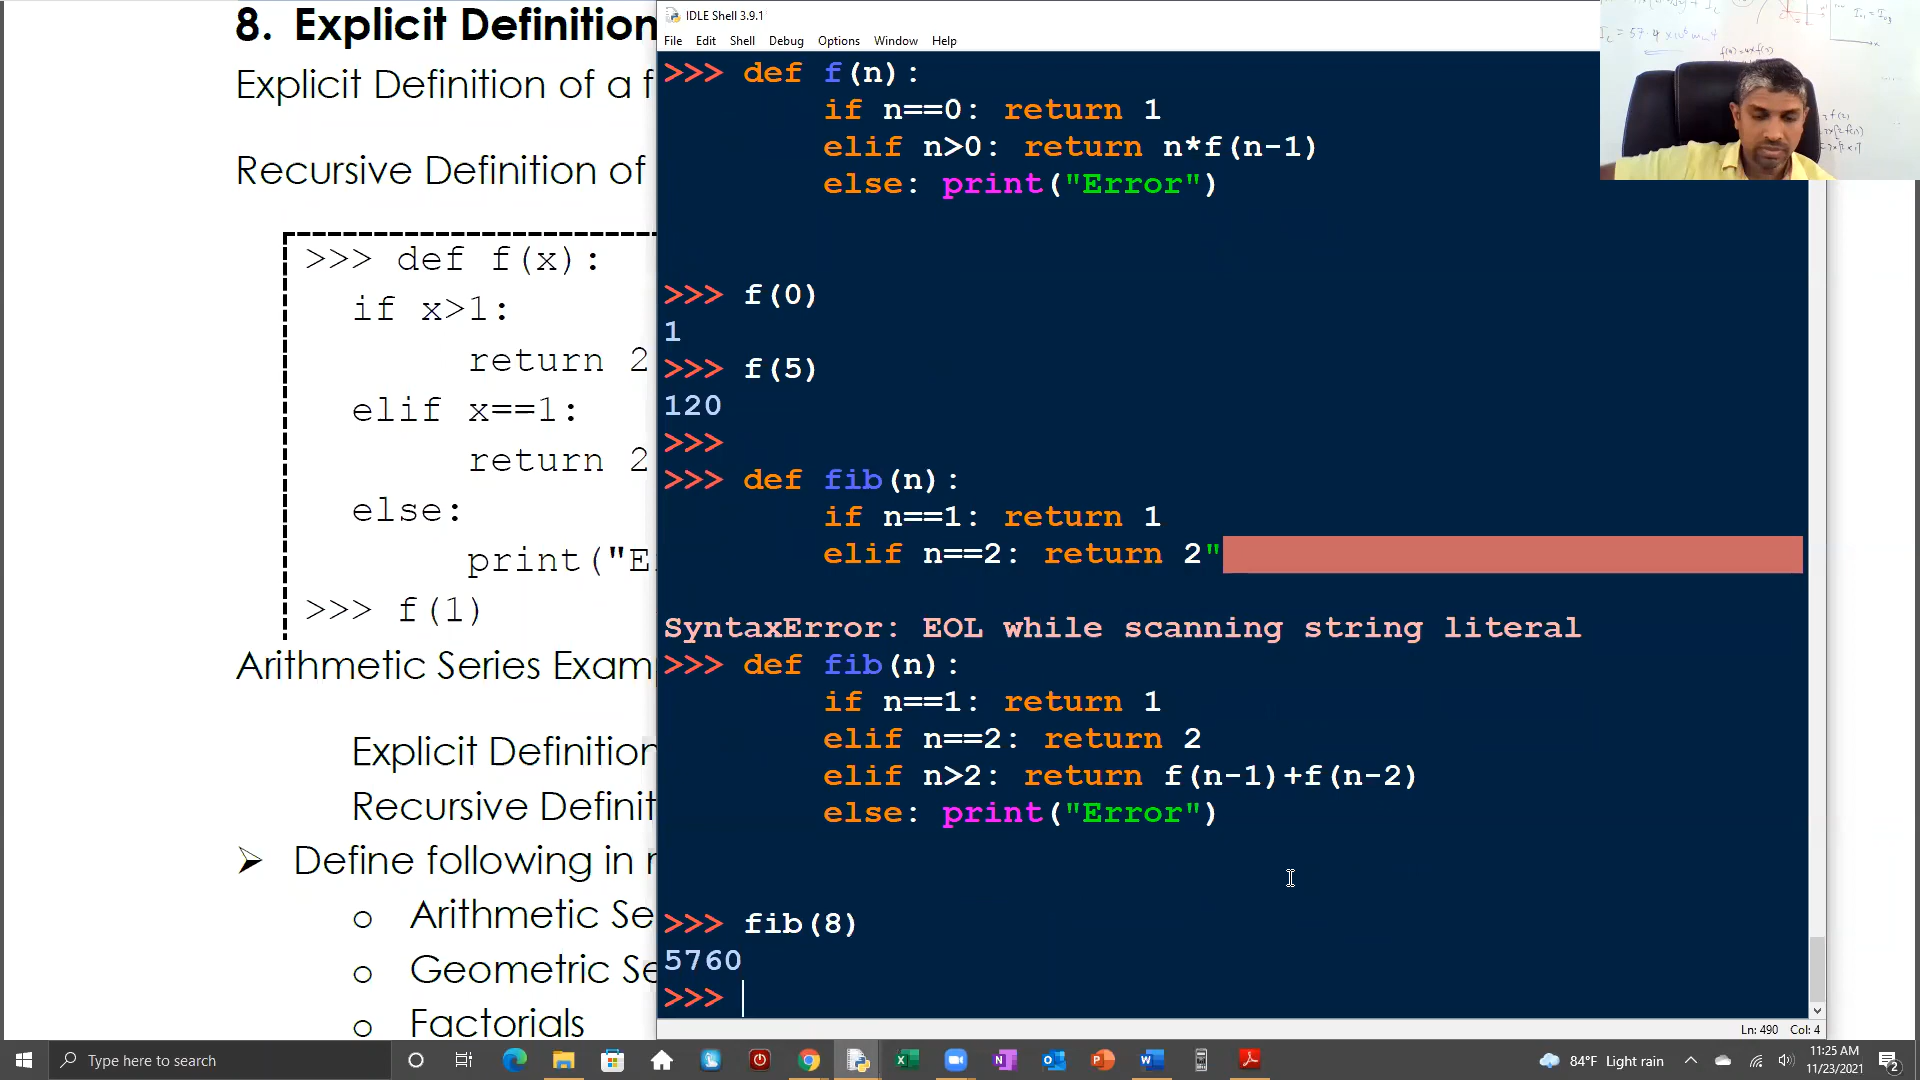 8. Explicit Definition
Explicit Definition of a f
Recursive Definition of
>>> def f(x):
if x>1:
return 2
elif x==1:
return 2
else:
print("E
>>> f(1)
Arithmetic Series Exam
Explicit Definition
Recursive Definit
➢ Define following in r
o Arithmetic Se
o Geometric Se
o Factorials
IDLE Shell 3.9.1
File Edit Shell Debug Options Window Help
>>> def f(n):
if n==0: return 1
elif n>0: return n*f(n-1)
else: print("Error")
>>> f(0)
1
>>> f(5)
120
>>>
>>> def fib(n):
if n==1: return 1
elif n==2: return 2"
SyntaxError: EOL while scanning string literal
>>> def fib(n):
if n==1: return 1
elif n==2: return 2
elif n>2: return f(n-1)+f(n-2)
else: print("Error")
>>> fib(8)
5760
>>>
Ln: 490 Col: 4
Type here to search
84°F Light rain
11:25 AM
11/23/2021
2